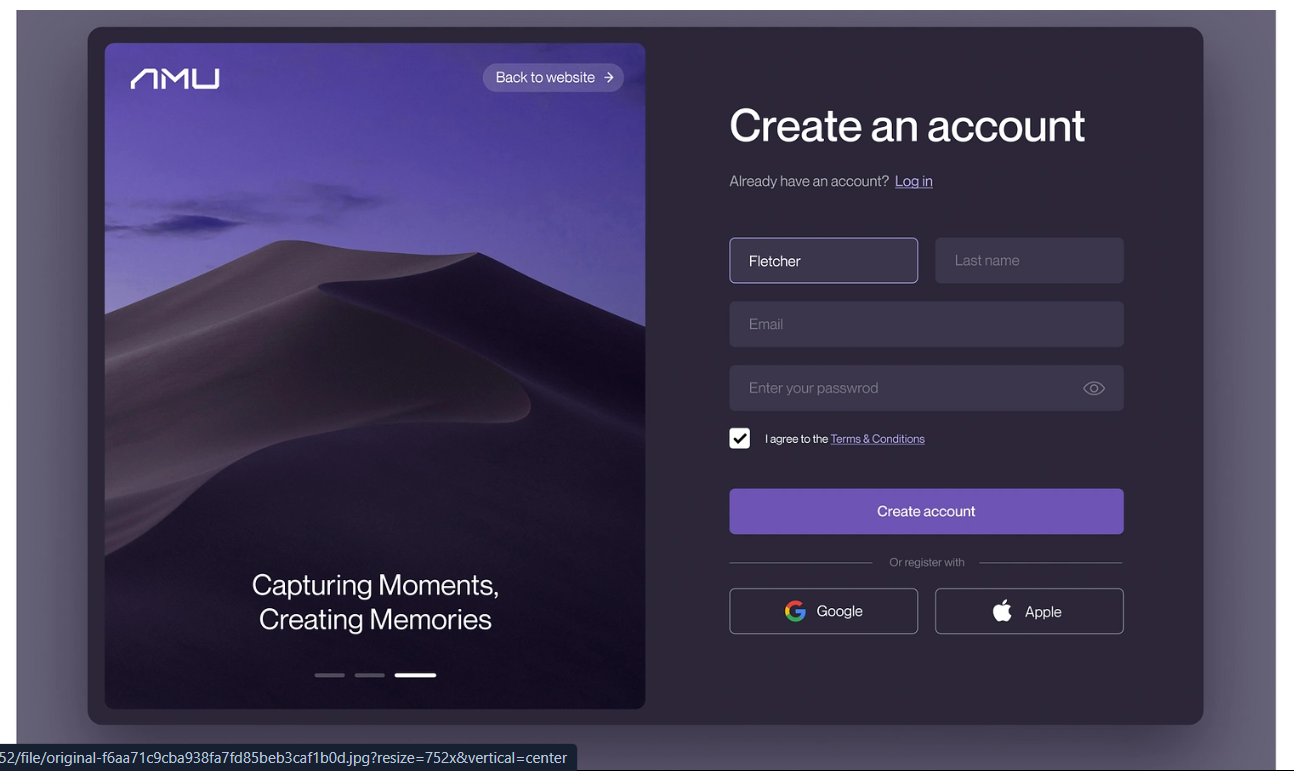 AMU
Back to website →
Capturing Moments,
Creating Memories
Create an account
Already have an account? Log in
Fletcher
Last name
Email
Enter your passwrod
I agree to the Terms & Conditions
Create account
Or register with
Google
Apple
52/file/original-f6aa71c9cba938fa7fd85beb3caf1b0d.jpg?resize=752x&vertical=center